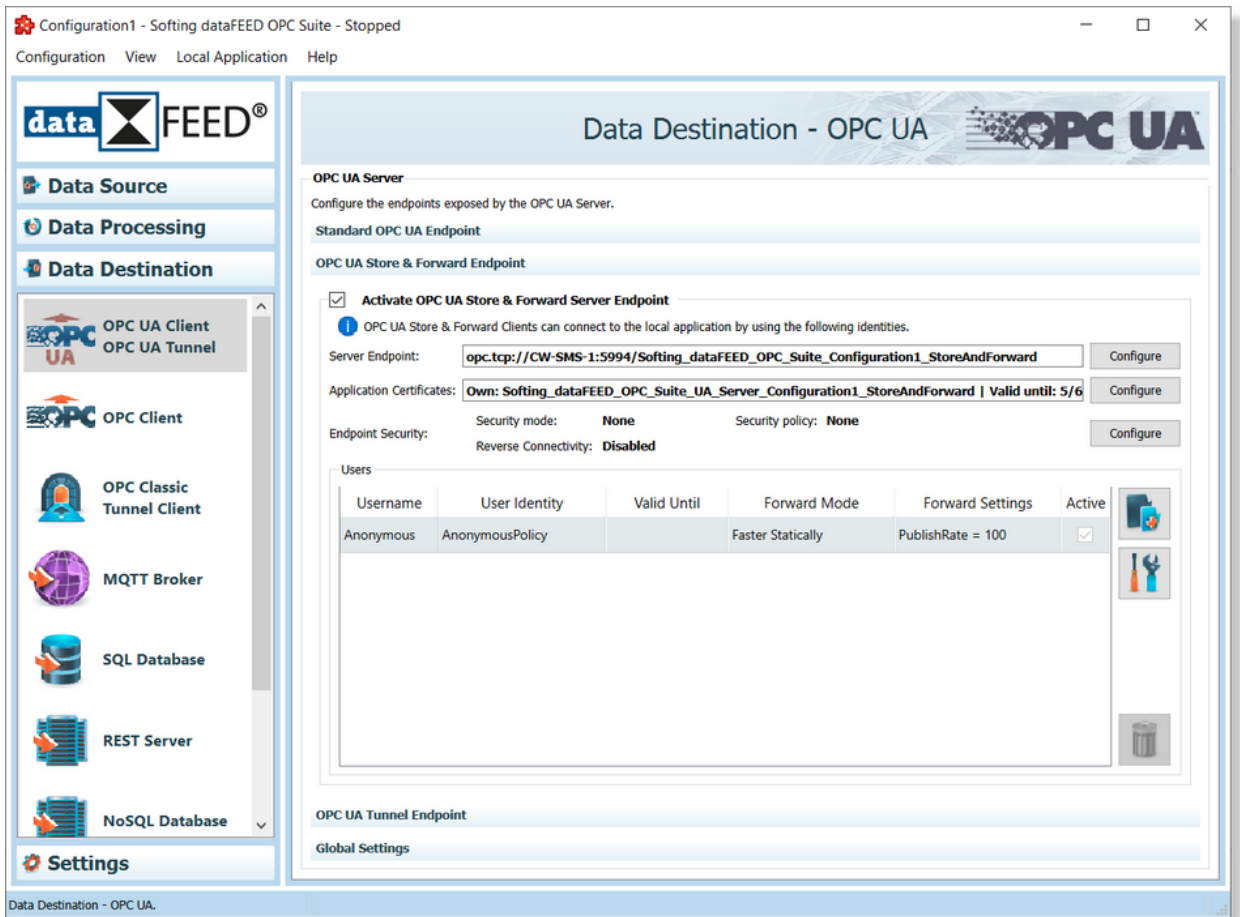 Configuration1 - Softing dataFEED OPC Suite - Stopped
Configuration View Local Application Help
data FEED®
Data Source
Data Processing
Data Destination
OPC UA Client
OPC UA Tunnel
OPC UA
OPC Client
OPC
OPC Classic
Tunnel Client
MQTT Broker
SQL Database
REST Server
NoSQL Database
Settings
Data Destination - OPC UA
OPC UA
OPC UA Server
Configure the endpoints exposed by the OPC UA Server.
Standard OPC UA Endpoint
OPC UA Store & Forward Endpoint
Activate OPC UA Store & Forward Server Endpoint
i OPC UA Store & Forward Clients can connect to the local application by using the following identities.
Server Endpoint: opc.tcp://CW-SMS-1:5994/Softing_dataFEED_OPC_Suite_Configuration1_StoreAndForward Configure
Application Certificates: Own: Softing_dataFEED_OPC_Suite_UA_Server_Configuration1_StoreAndForward | Valid until: 5/6 Configure
Endpoint Security: Security mode: None Security policy: None Configure
Reverse Connectivity: Disabled
Users
Username User Identity Valid Until Forward Mode Forward Settings Active
Anonymous AnonymousPolicy Faster Statically PublishRate = 100
OPC UA Tunnel Endpoint
Global Settings
Data Destination - OPC UA.